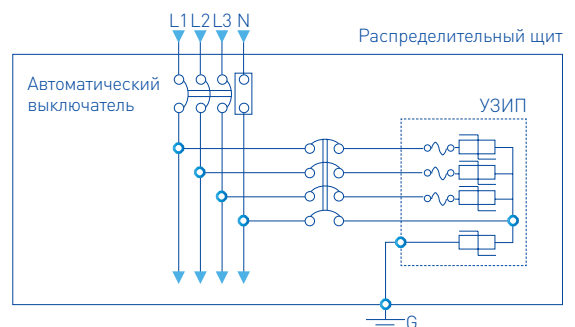 L1 L2 L3 N
Распределительный щит
Автоматический
выключатель
УЗИП
G